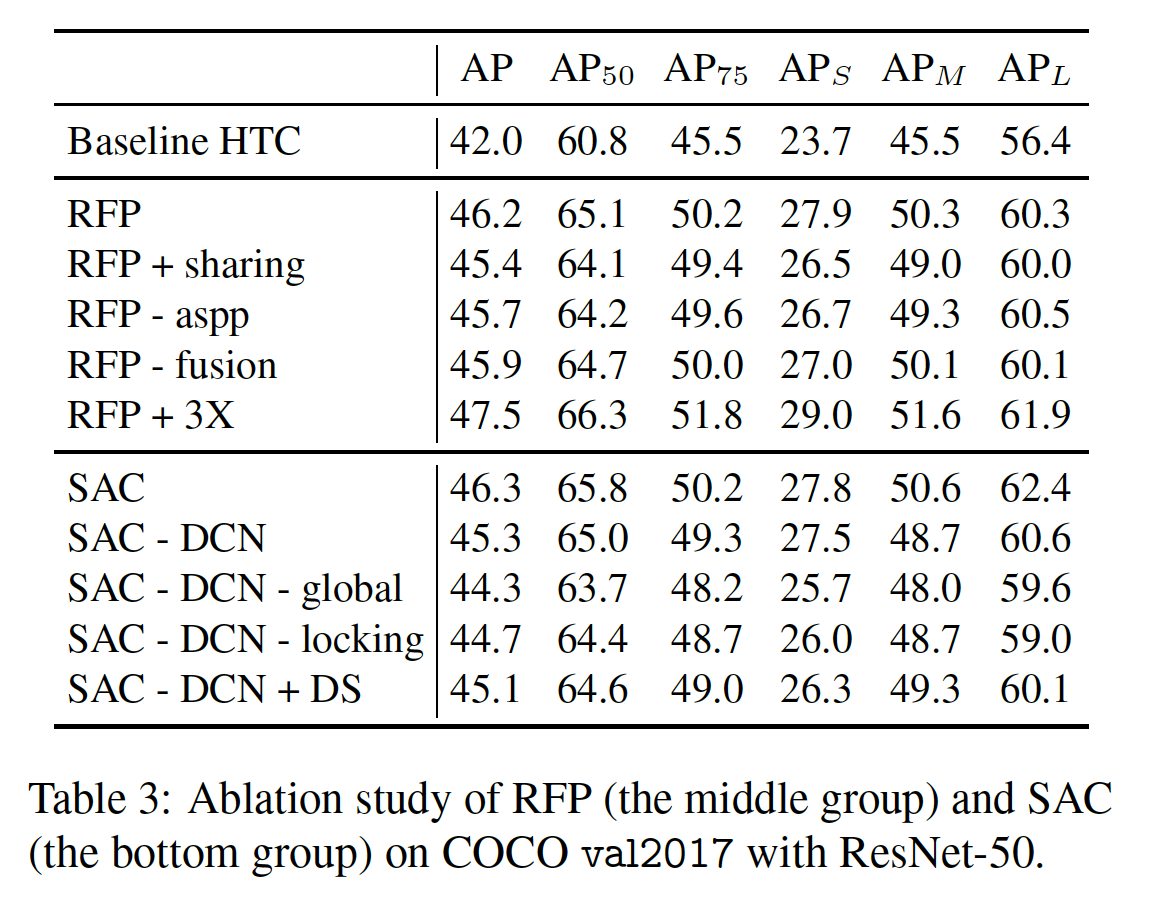 AP AP50 AP75 APS APM APL
Baseline HTC 42.0 60.8 45.5 23.7 45.5 56.4
RFP 46.2 65.1 50.2 27.9 50.3 60.3
RFP + sharing 45.4 64.1 49.4 26.5 49.0 60.0
RFP - aspp 45.7 64.2 49.6 26.7 49.3 60.5
RFP - fusion 45.9 64.7 50.0 27.0 50.1 60.1
RFP + 3X 47.5 66.3 51.8 29.0 51.6 61.9
SAC 46.3 65.8 50.2 27.8 50.6 62.4
SAC - DCN 45.3 65.0 49.3 27.5 48.7 60.6
SAC - DCN - global 44.3 63.7 48.2 25.7 48.0 59.6
SAC - DCN - locking 44.7 64.4 48.7 26.0 48.7 59.0
SAC - DCN + DS 45.1 64.6 49.0 26.3 49.3 60.1
Table 3: Ablation study of RFP (the middle group) and SAC
(the bottom group) on COCO val2017 with ResNet-50.